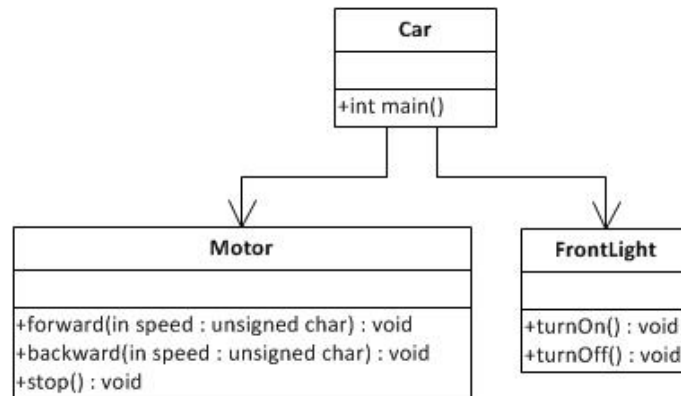 Car
+int main()
Motor
+forward(in speed : unsigned char) : void
+backward(in speed : unsigned char) : void
+stop() : void
FrontLight
+turnOn() : void
+turnOff() : void